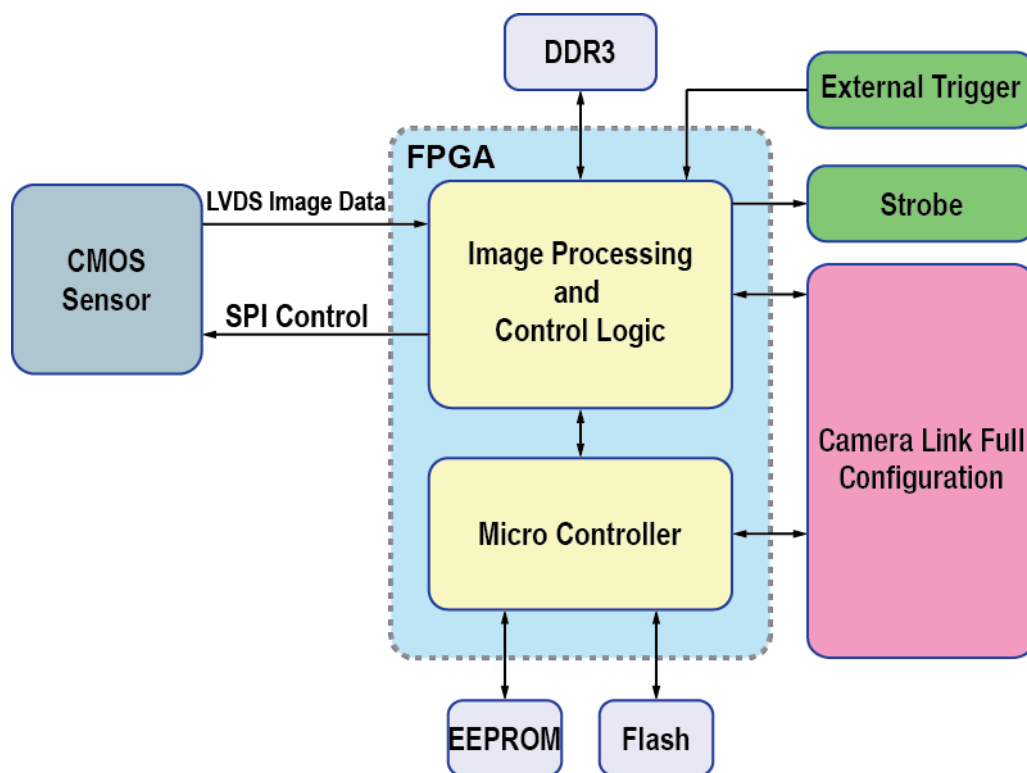 DDR3
External Trigger
FPGA
LVDS Image Data
Strobe
CMOS
Sensor
Image Processing
and
Control Logic
SPI Control
Camera Link Full
Configuration
Micro Controller
EEPROM
Flash